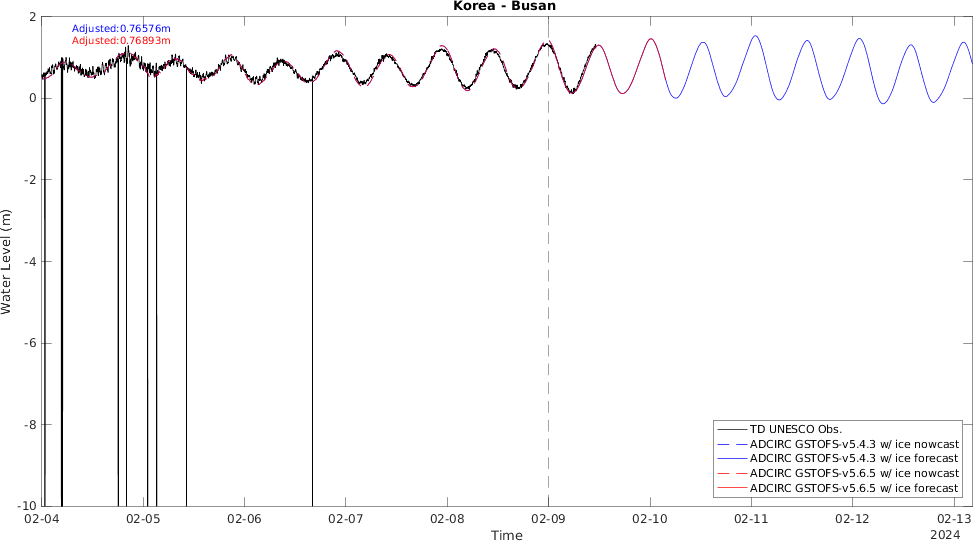 Korea - Busan
Adjusted:0.76576m
Adjusted:0.76893m
Water Level (m)
2
0
-2
-4
-6
-8
-10
02-04
02-05
02-06
02-07
02-08
02-09
02-10
02-11
02-12
02-13
2024
Time
TD UNESCO Obs.
ADCIRC GSTOFS-v5.4.3 w/ ice nowcast
ADCIRC GSTOFS-v5.4.3 w/ ice forecast
ADCIRC GSTOFS-v5.6.5 w/ ice nowcast
ADCIRC GSTOFS-v5.6.5 w/ ice forecast